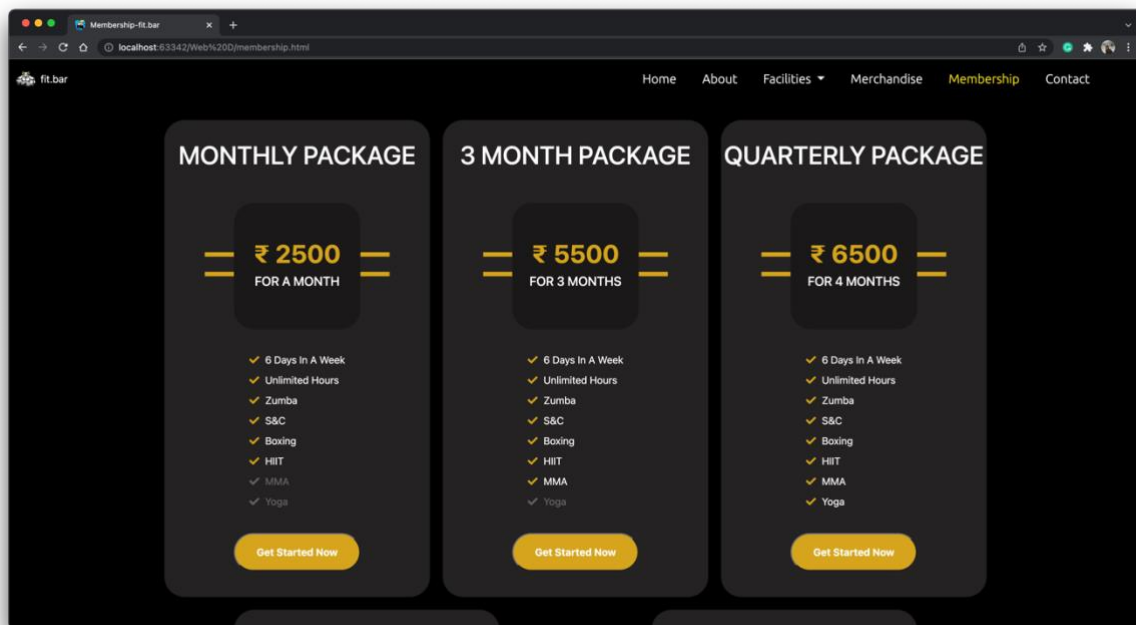 Membership-fit.bar
localhost:63342/Web%20D/membership.html
fit.bar
Home About Facilities Merchandise Membership Contact
MONTHLY PACKAGE
₹ 2500
FOR A MONTH
6 Days In A Week
Unlimited Hours
Zumba
S&C
Boxing
HIIT
MMA
Yoga
Get Started Now
3 MONTH PACKAGE
₹ 5500
FOR 3 MONTHS
6 Days In A Week
Unlimited Hours
Zumba
S&C
Boxing
HIIT
MMA
Yoga
Get Started Now
QUARTERLY PACKAGE
₹ 6500
FOR 4 MONTHS
6 Days In A Week
Unlimited Hours
Zumba
S&C
Boxing
HIIT
MMA
Yoga
Get Started Now